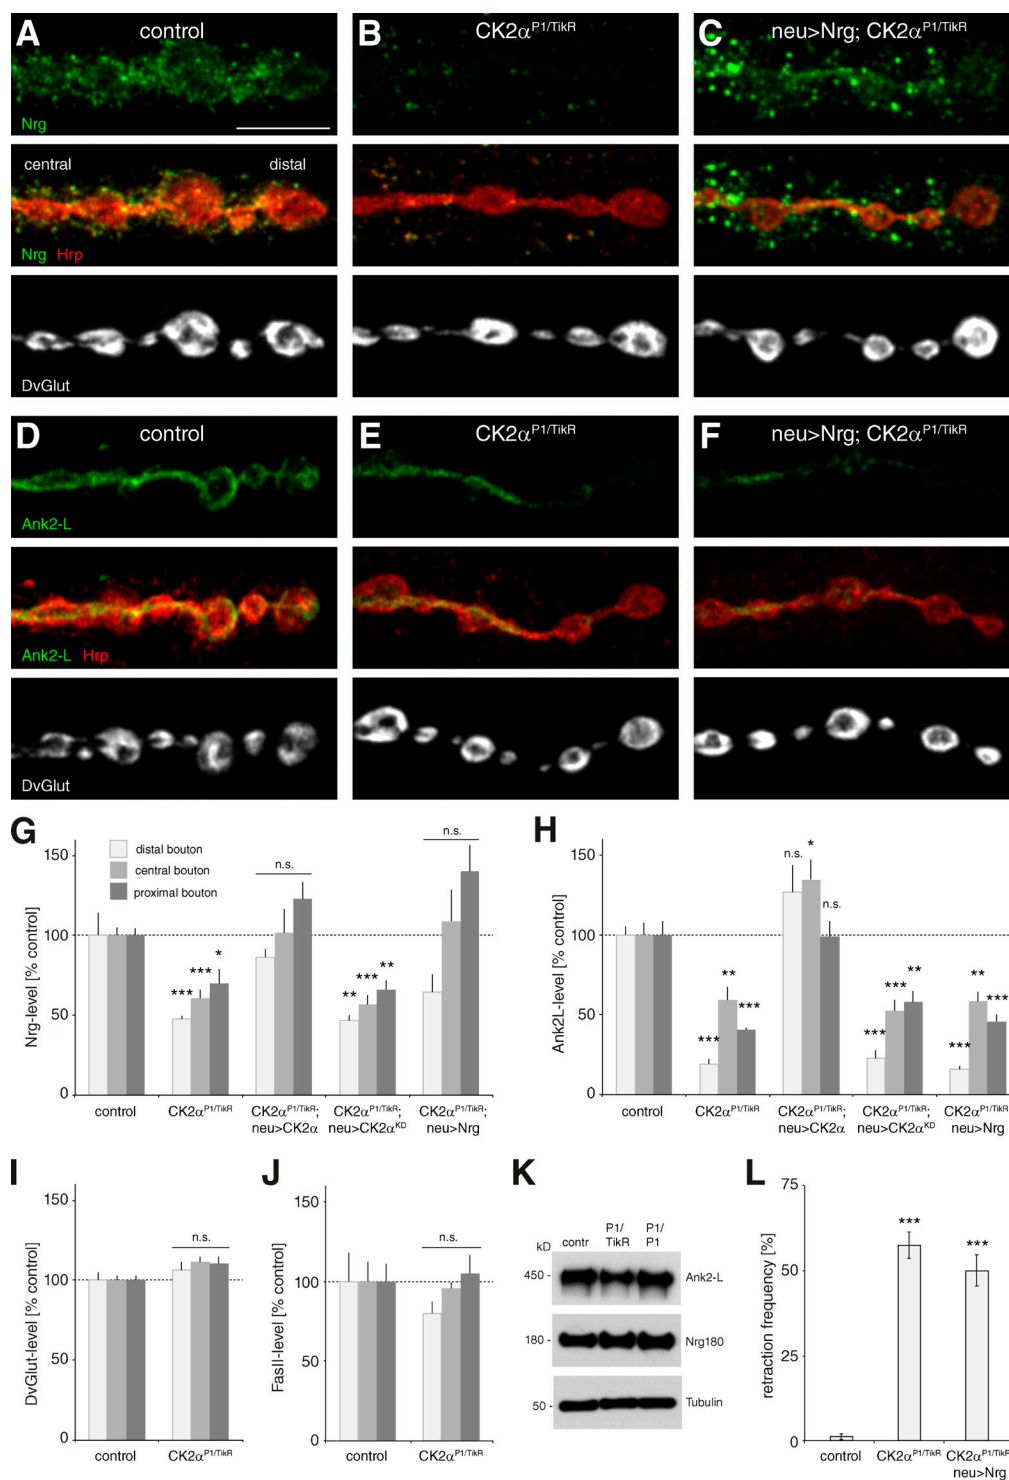 A control
B CK2α^P1/TikR
C neu>Nrg; CK2α^P1/TikR
Nrg
central distal
Nrg Hrp
DvGlut
D control
E CK2α^P1/TikR
F neu>Nrg; CK2α^P1/TikR
Ank2-L
Ank2-L Hrp
DvGlut
G
Nrg-level [% control]
150
100
50
0
distal bouton
central bouton
proximal bouton
*** *** *
n.s.
** *** **
n.s.
control
CK2α^P1/TikR
CK2α^P1/TikR;
neu>CK2α
CK2α^P1/TikR;
neu>CK2α^KD
CK2α^P1/TikR;
neu>Nrg
H
Ank2L-level [% control]
150
100
50
0
*** ** ***
n.s. * n.s.
*** *** **
*** ** ***
control
CK2α^P1/TikR
CK2α^P1/TikR;
neu>CK2α
CK2α^P1/TikR;
neu>CK2α^KD
CK2α^P1/TikR
neu>Nrg
I
DvGlut-level [% control]
150
100
50
0
n.s.
control
CK2α^P1/TikR
J
FasII-level [% control]
150
100
50
0
n.s.
control
CK2α^P1/TikR
K
kD contr P1/TikR P1/P1
450 - Ank2-L
180 - Nrg180
50 - Tubulin
L
retraction frequency [%]
75
50
25
0
***
***
control
CK2α^P1/TikR
CK2α^P1/TikR
neu>Nrg